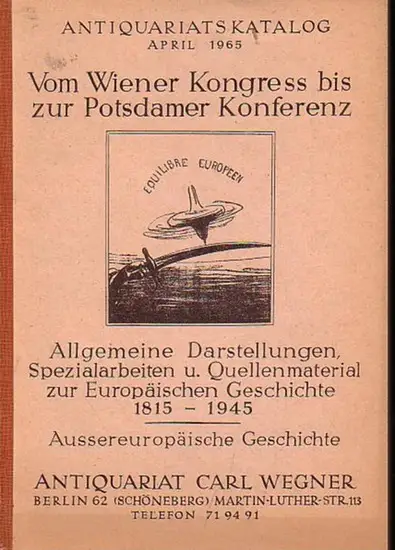 ANTIQUARIATSKATALOG
APRIL 1965
Vom Wiener Kongress bis
zur Potsdamer Konferenz
EQUILIBRE EUROPÉEN
Allgemeine Darstellungen,
Spezialarbeiten u. Quellenmaterial
zur Europäischen Geschichte
1815 - 1945
Aussereuropäische Geschichte
ANTIQUARIAT CARL WEGNER
BERLIN 62 (SCHÖNEBERG) MARTIN-LUTHER-STR. 113
TELEFON 71 94 91